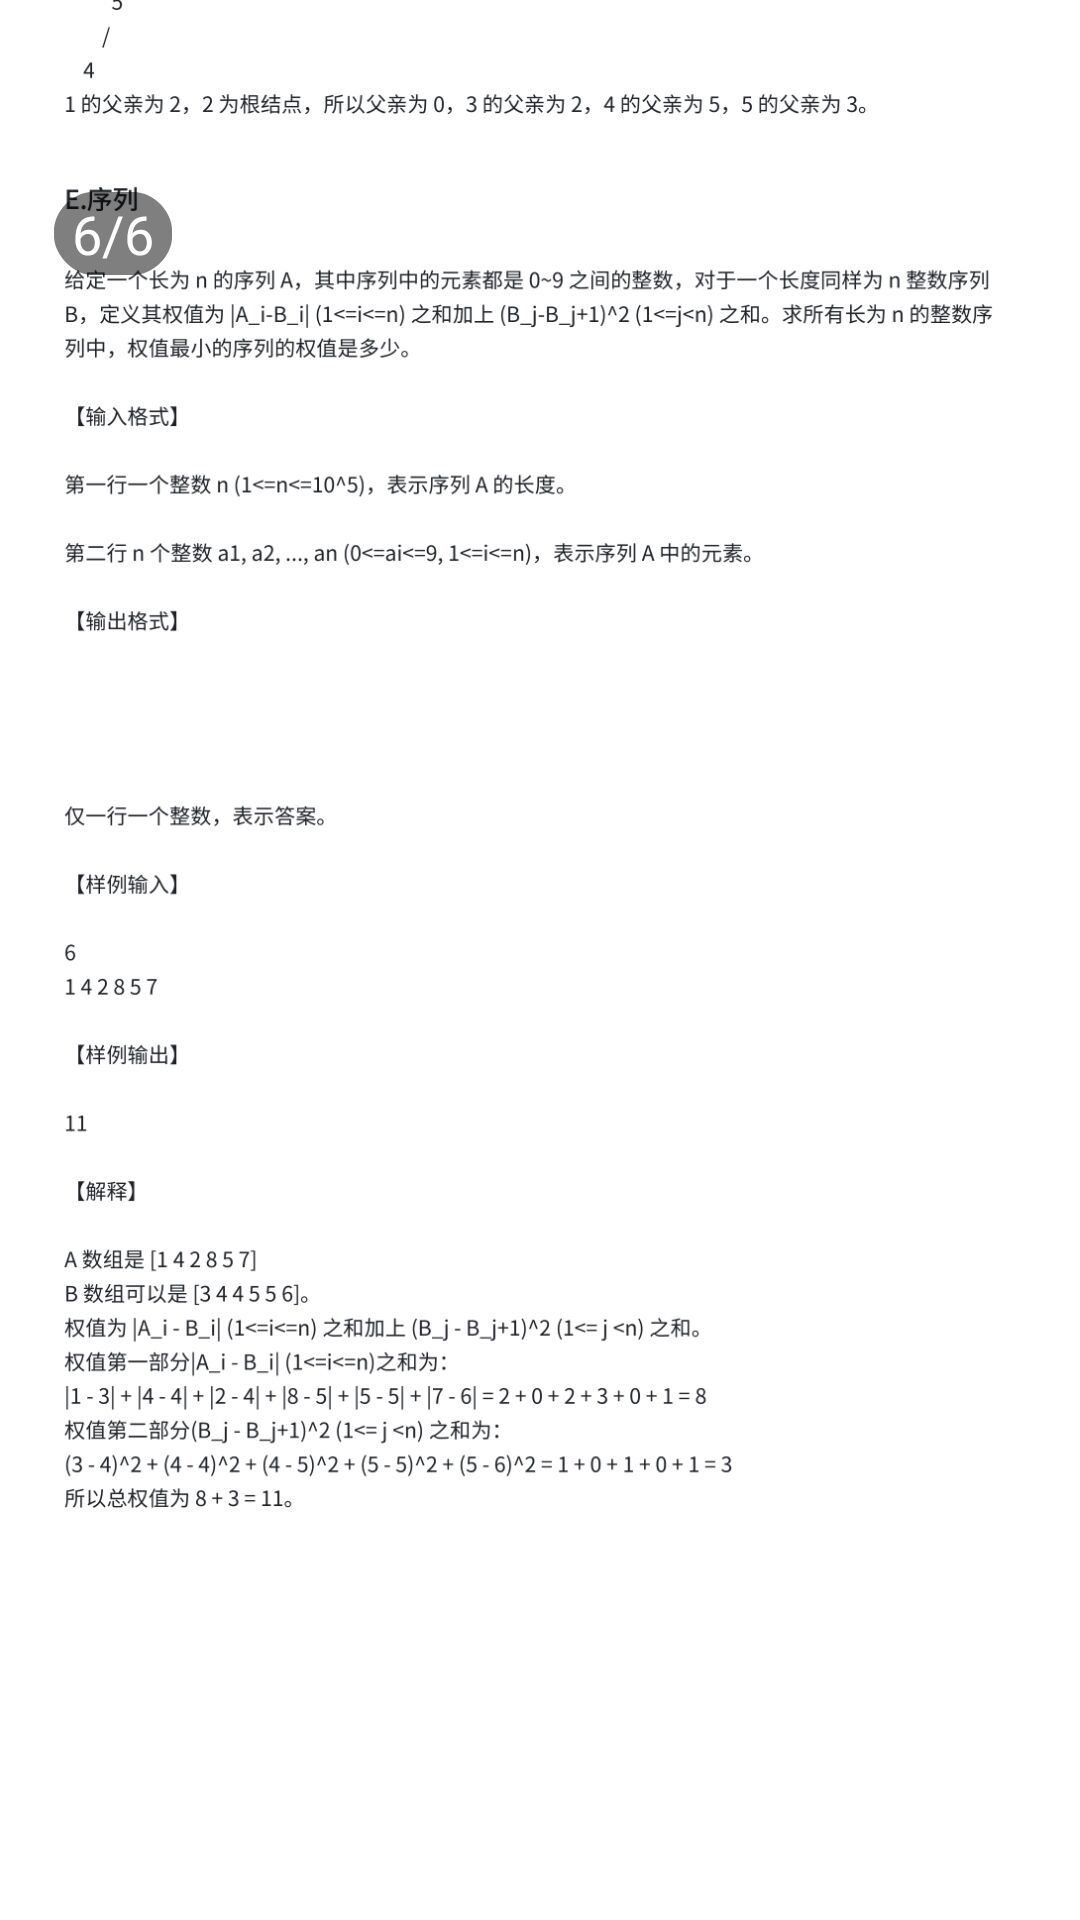 5
/
4
1 的父亲为 2，2 为根结点，所以父亲为 0，3 的父亲为 2，4 的父亲为 5，5 的父亲为 3。
E.序列
6/6
给定一个长为 n 的序列 A，其中序列中的元素都是 0~9 之间的整数，对于一个长度同样为 n 整数序列
B，定义其权值为 |A_i-B_i| (1<=i<=n) 之和加上 (B_j-B_j+1)^2 (1<=j<n) 之和。求所有长为 n 的整数序
列中，权值最小的序列的权值是多少。
【输入格式】
第一行一个整数 n (1<=n<=10^5)，表示序列 A 的长度。
第二行 n 个整数 a1, a2, ..., an (0<=ai<=9, 1<=i<=n)，表示序列 A 中的元素。
【输出格式】
仅一行一个整数，表示答案。
【样例输入】
6
1 4 2 8 5 7
【样例输出】
11
【解释】
A 数组是 [1 4 2 8 5 7]
B 数组可以是 [3 4 4 5 5 6]。
权值为 |A_i - B_i| (1<=i<=n) 之和加上 (B_j - B_j+1)^2 (1<= j <n) 之和。
权值第一部分|A_i - B_i| (1<=i<=n)之和为：
|1 - 3| + |4 - 4| + |2 - 4| + |8 - 5| + |5 - 5| + |7 - 6| = 2 + 0 + 2 + 3 + 0 + 1 = 8
权值第二部分(B_j - B_j+1)^2 (1<= j <n) 之和为：
(3 - 4)^2 + (4 - 4)^2 + (4 - 5)^2 + (5 - 5)^2 + (5 - 6)^2 = 1 + 0 + 1 + 0 + 1 = 3
所以总权值为 8 + 3 = 11。